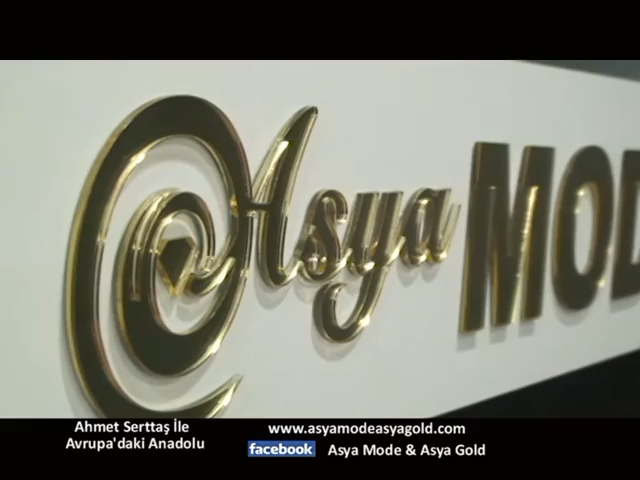 Asya MOD
Ahmet Serttaş İle
Avrupa'daki Anadolu
www.asyamodeasyagold.com
facebook Asya Mode & Asya Gold